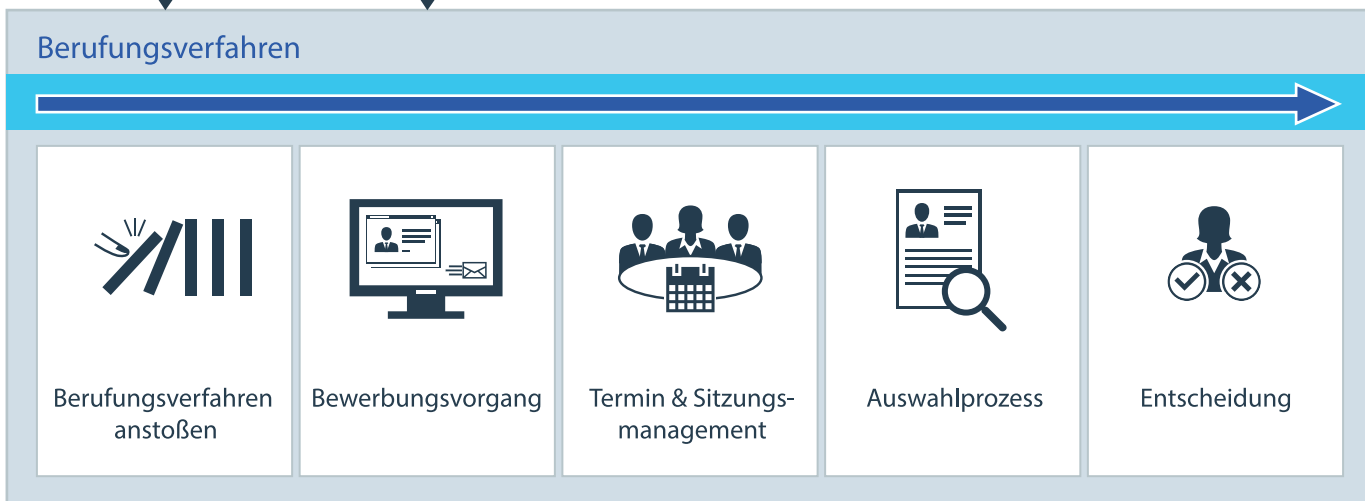 Berufungsverfahren
Berufungsverfahren
anstoßen
Bewerbungsvorgang
Termin & Sitzungs-
management
Auswahlprozess
Entscheidung